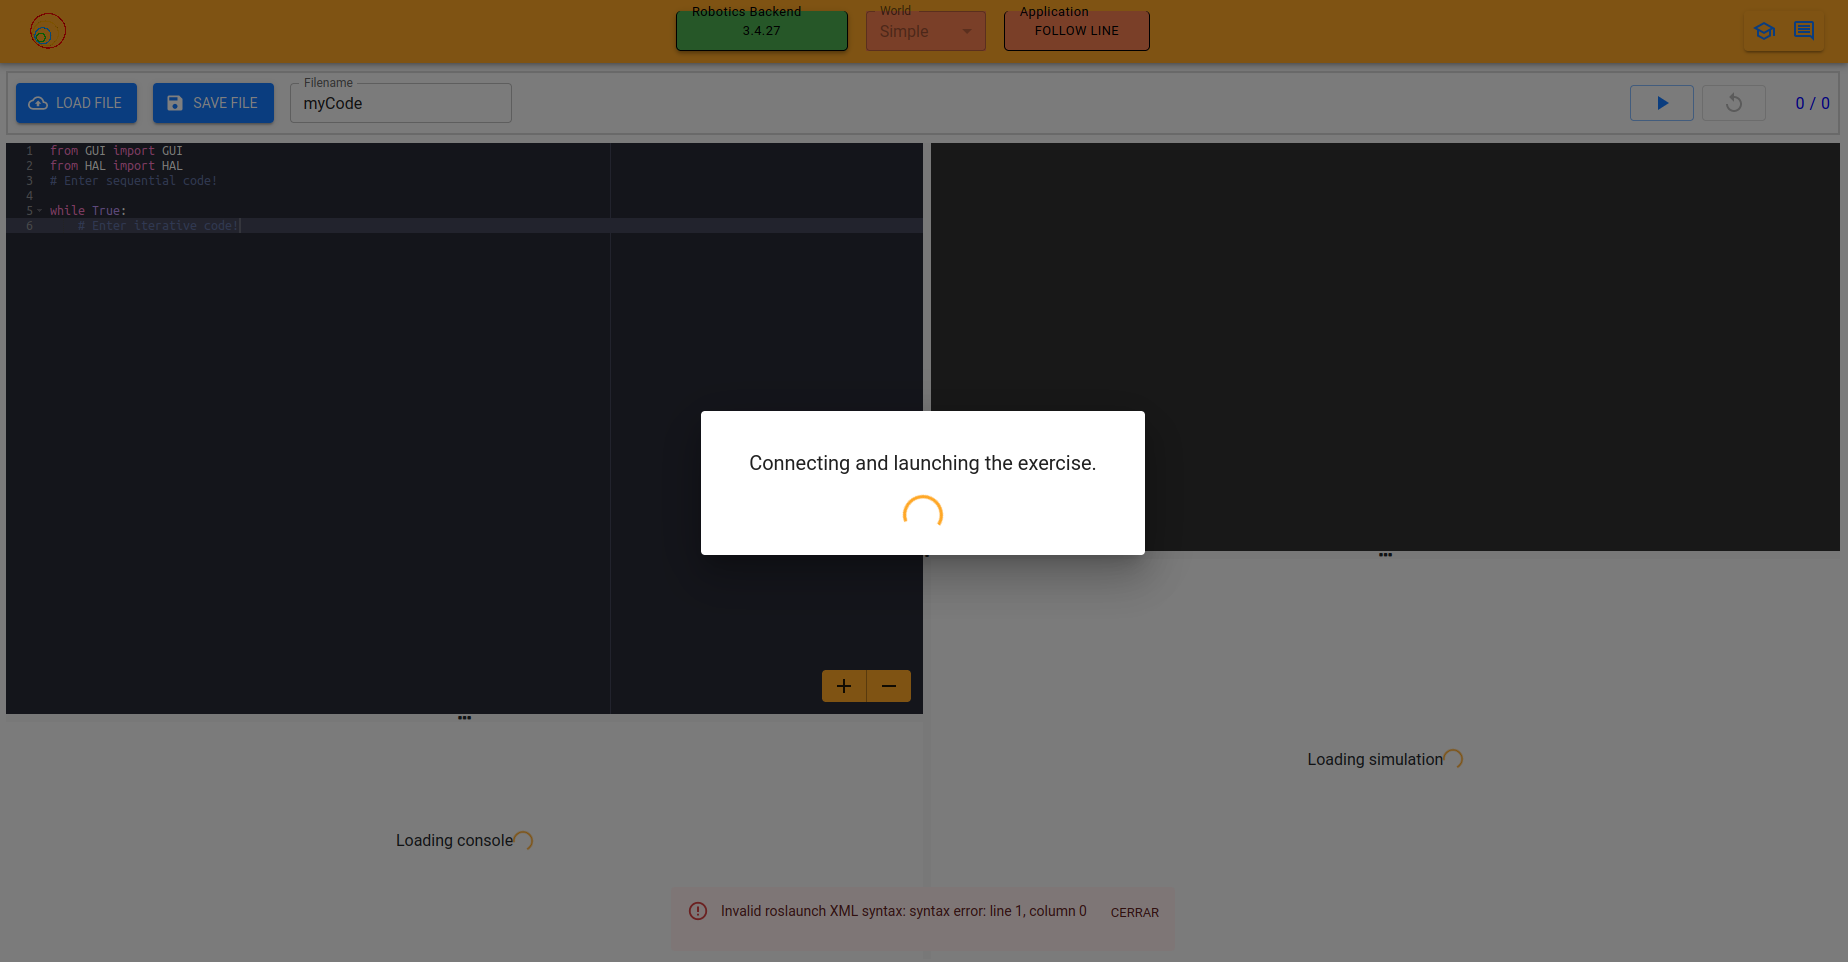 Robotics Backend
3.4.27
World
Simple
Application
FOLLOW LINE
LOAD FILE
SAVE FILE
Filename
myCode
0 / 0
1 from GUI import GUI
2 from HAL import HAL
3 # Enter sequential code!
4
5 while True:
6     # Enter iterative code!
Connecting and launching the exercise.
Loading simulation
Loading console
Invalid roslaunch XML syntax: syntax error: line 1, column 0
CERRAR